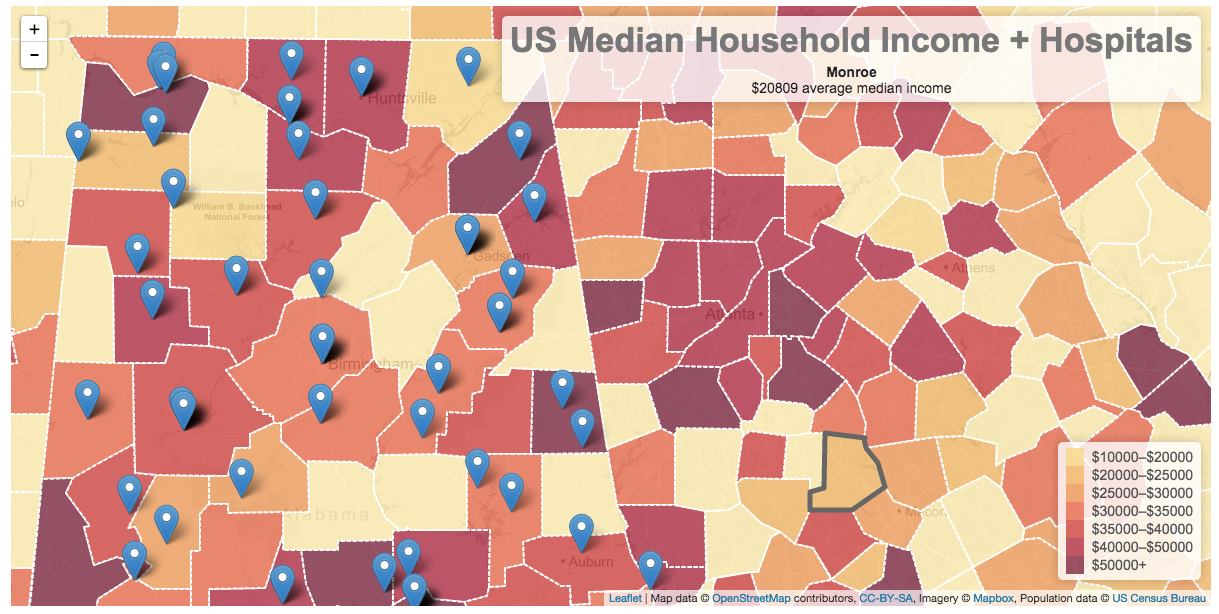 +
−
US Median Household Income + Hospitals
Monroe
$20809 average median income
Huntsville
William B. Bankhead
National Forest
Gadsden
Athens
Atlanta
Birmingham
Alabama
Macon
Auburn
$10000–$20000
$20000–$25000
$25000–$30000
$30000–$35000
$35000–$40000
$40000–$50000
$50000+
Leaflet | Map data © OpenStreetMap contributors, CC-BY-SA, Imagery © Mapbox, Population data © US Census Bureau